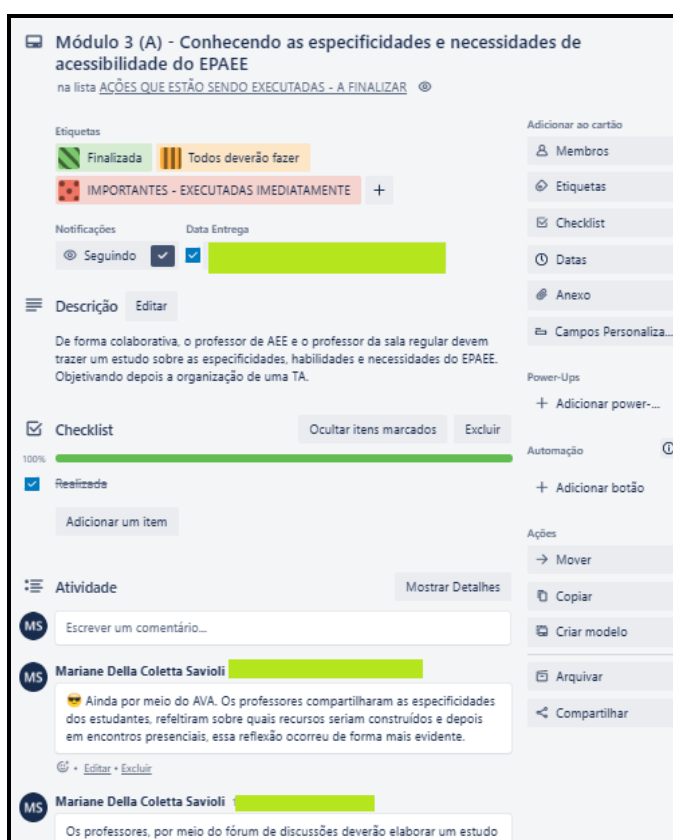 Módulo 3 (A) - Conhecendo as especificidades e necessidades de
acessibilidade do EPAEE
na lista AÇÕES QUE ESTÃO SENDO EXECUTADAS - A FINALIZAR
Etiquetas
Finalizada
Todos deverão fazer
IMPORTANTES - EXECUTADAS IMEDIATAMENTE
+
Notificações
Data Entrega
Seguindo
Descrição
Editar
De forma colaborativa, o professor de AEE e o professor da sala regular devem
trazer um estudo sobre as especificidades, habilidades e necessidades do EPAEE.
Objetivando depois a organização de uma TA.
Checklist
Ocultar itens marcados
Excluir
100%
Realizada
Adicionar um item
Atividade
Mostrar Detalhes
MS
Escrever um comentário...
MS
Mariane Della Coletta Savioli
Ainda por meio do AVA. Os professores compartilharam as especificidades
dos estudantes, refeltiram sobre quais recursos seriam construídos e depois
em encontros presenciais, essa reflexão ocorreu de forma mais evidente.
• Editar • Excluir
MS
Mariane Della Coletta Savioli
Os professores, por meio do fórum de discussões deverão elaborar um estudo
Adicionar ao cartão
Membros
Etiquetas
Checklist
Datas
Anexo
Campos Personaliza...
Power-Ups
+ Adicionar power-...
Automação
+ Adicionar botão
Ações
Mover
Copiar
Criar modelo
Arquivar
Compartilhar